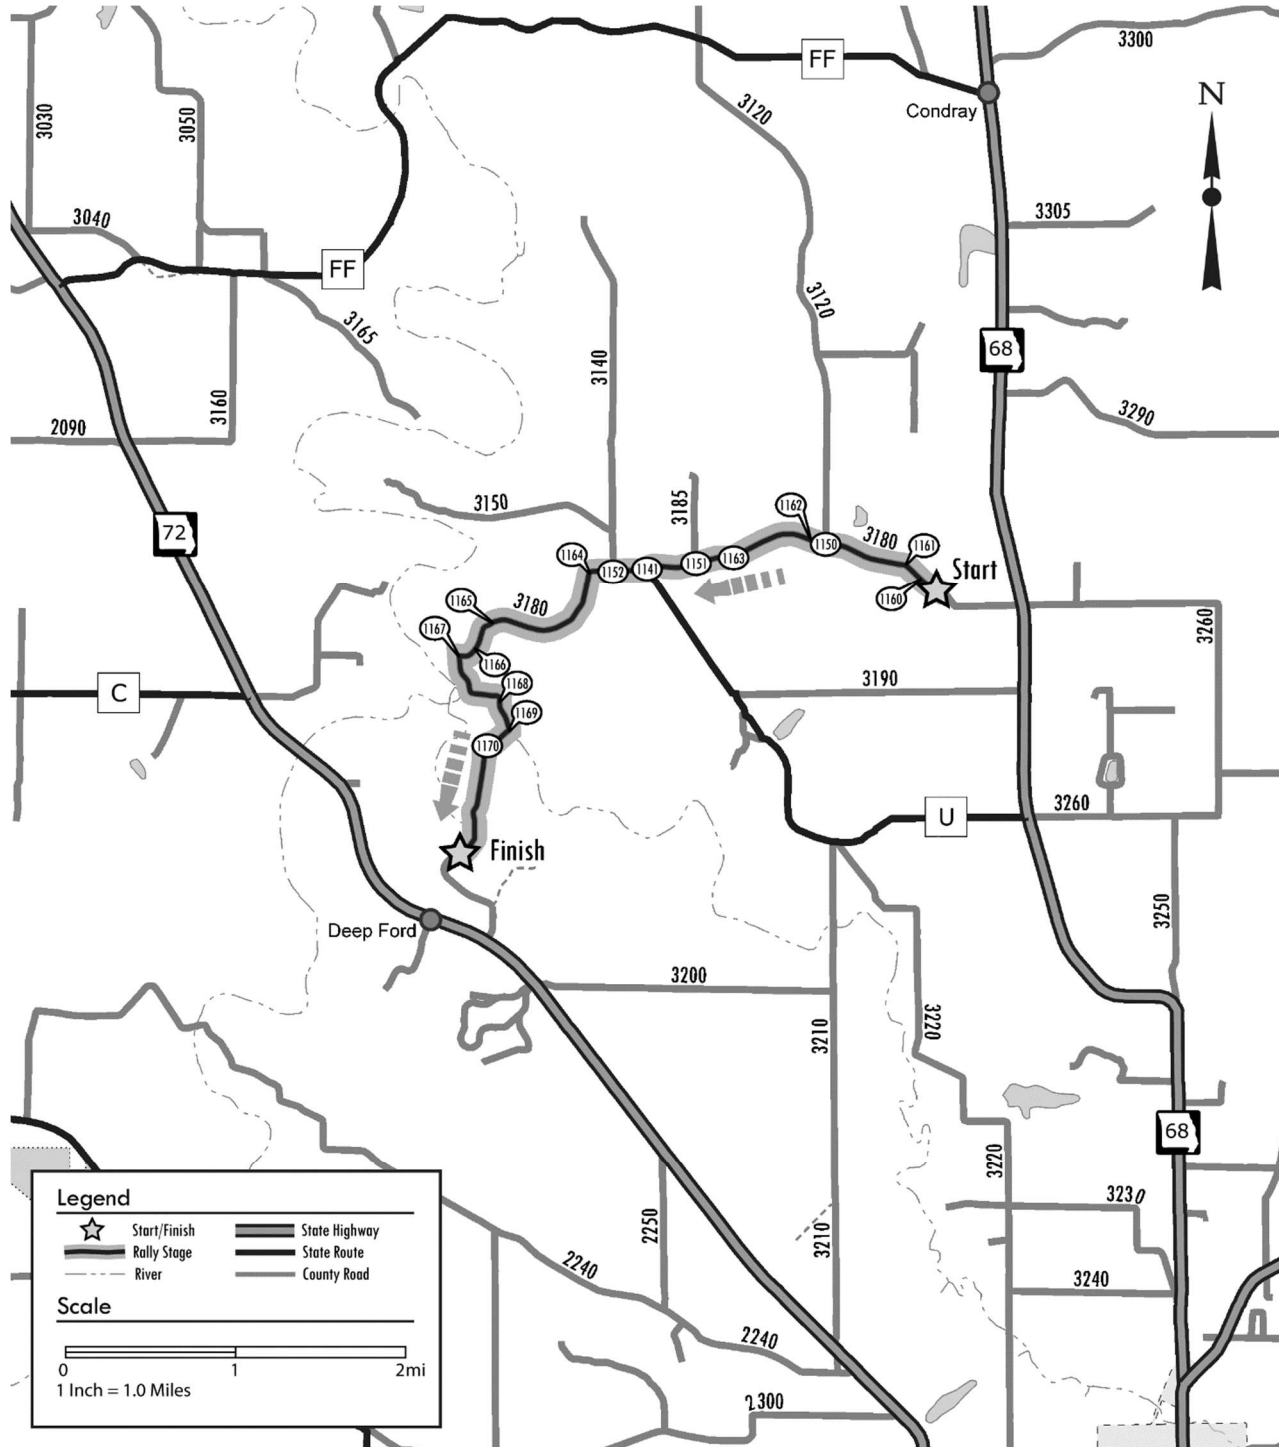 FF
3300
Condray
N
3120
3030
3050
3040
3305
FF
3165
3120
68
3140
3160
2090
3290
3150
3185
1162
3180
1161
72
1150
1164
1152
1141
1151
1163
Start
1160
1165
3180
1167
1166
3260
1168
3190
C
1169
1170
3260
U
Finish
3250
Deep Ford
3200
3220
3210
68
3220
Legend
Start/Finish
State Highway
Rally Stage
State Route
River
County Road
3230
2250
3210
2240
3240
Scale
0
1
2mi
1 Inch = 1.0 Miles
2240
2300